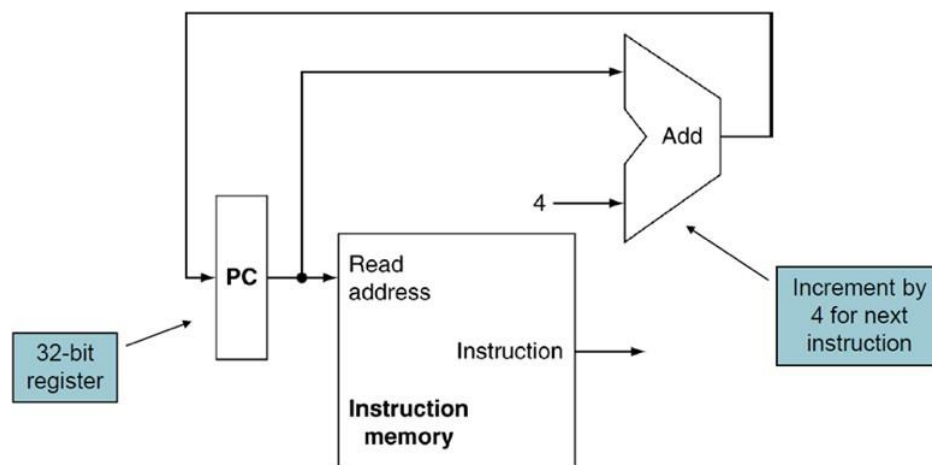 Add
4
PC
Read
address
Increment by
4 for next
instruction
32-bit
register
Instruction
Instruction
memory